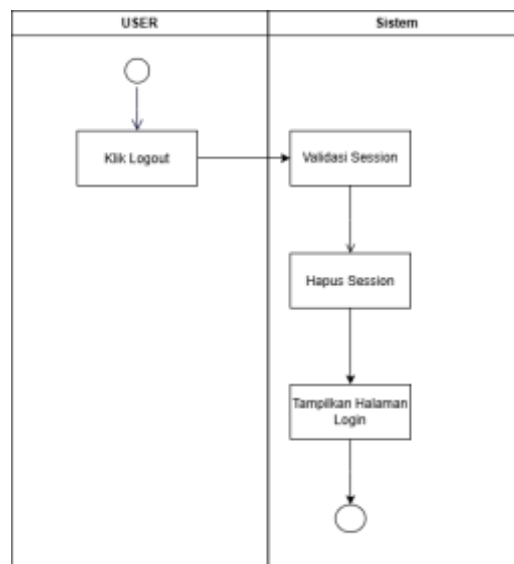 USER
Sistem
Klik Logout
Validasi Session
Hapus Session
Tampilkan Halaman
Login